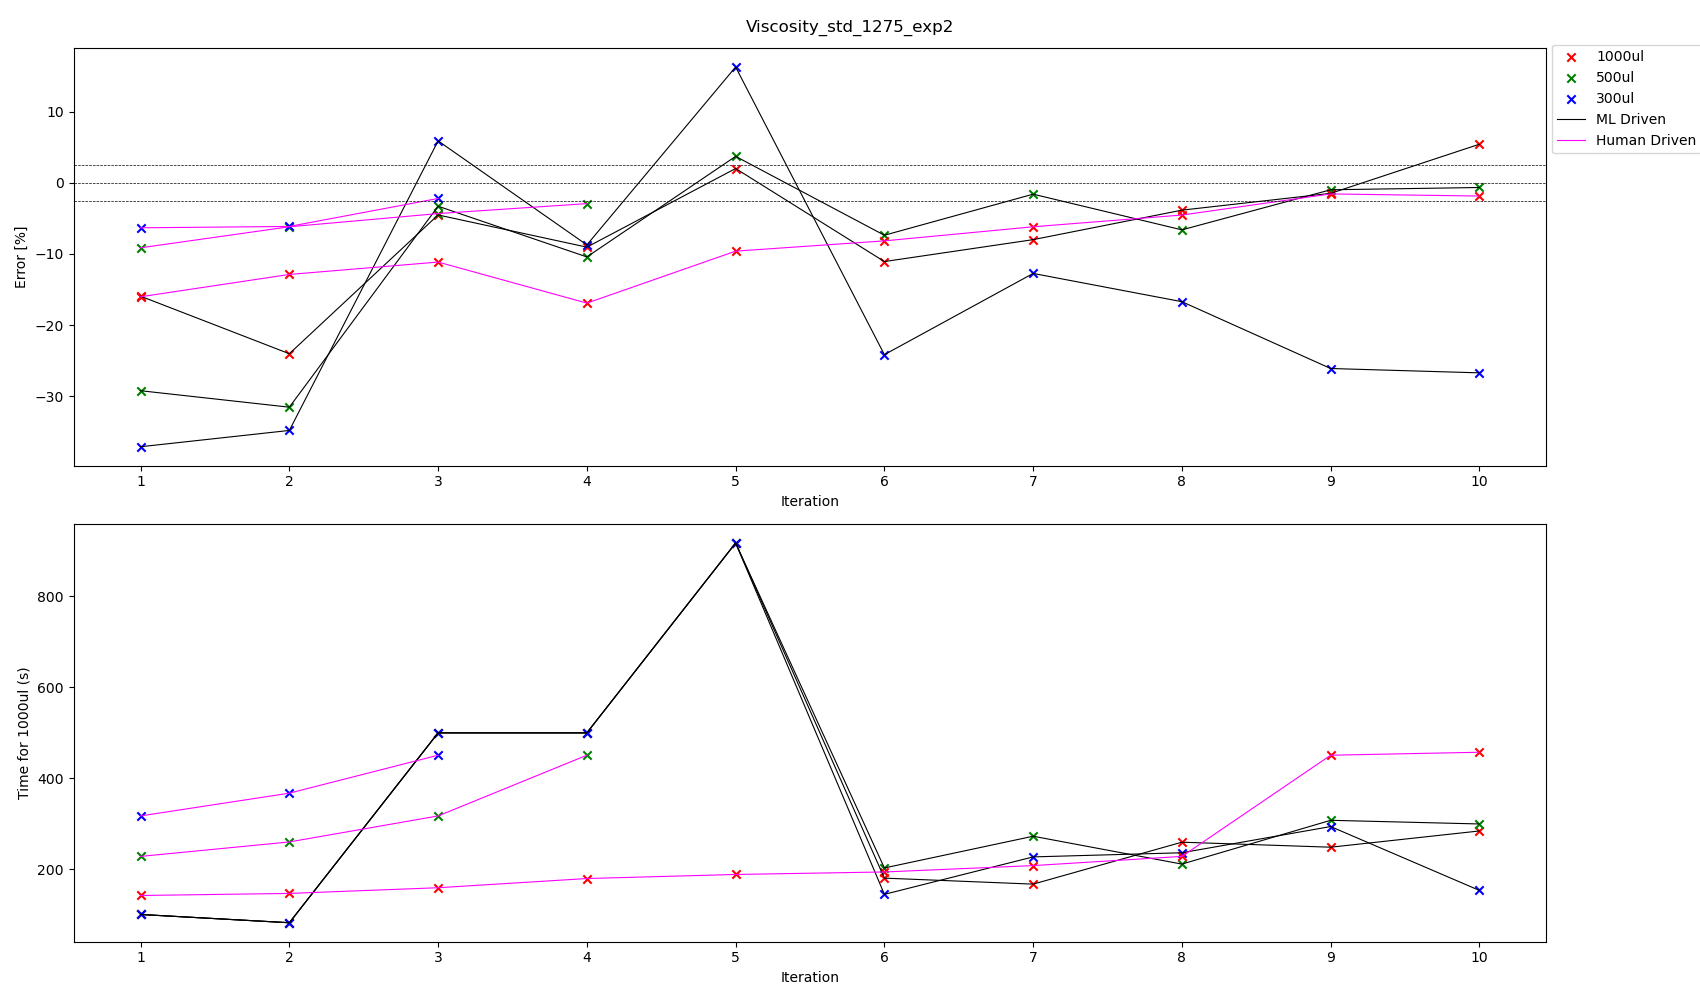 Viscosity_std_1275_exp2
1000ul
500ul
300ul
ML Driven
Human Driven
Error [%]
10
0
−10
−20
−30
1 2 3 4 5 6 7 8 9 10
Iteration
Time for 1000ul (s)
800
600
400
200
1 2 3 4 5 6 7 8 9 10
Iteration